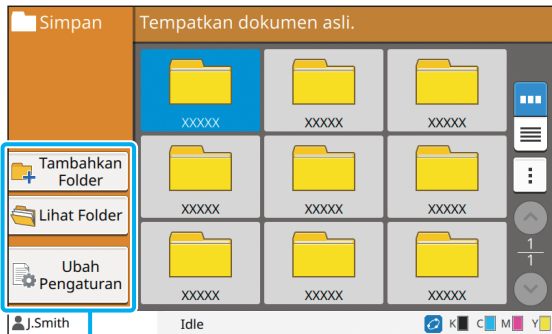 Simpan
Tempatkan dokumen asli.
XXXXX XXXXX XXXXX
Tambahkan
Folder
XXXXX XXXXX XXXXX
Lihat Folder
Ubah
Pengaturan
XXXXX XXXXX XXXXX
1
1
J.Smith
Idle
K C M Y